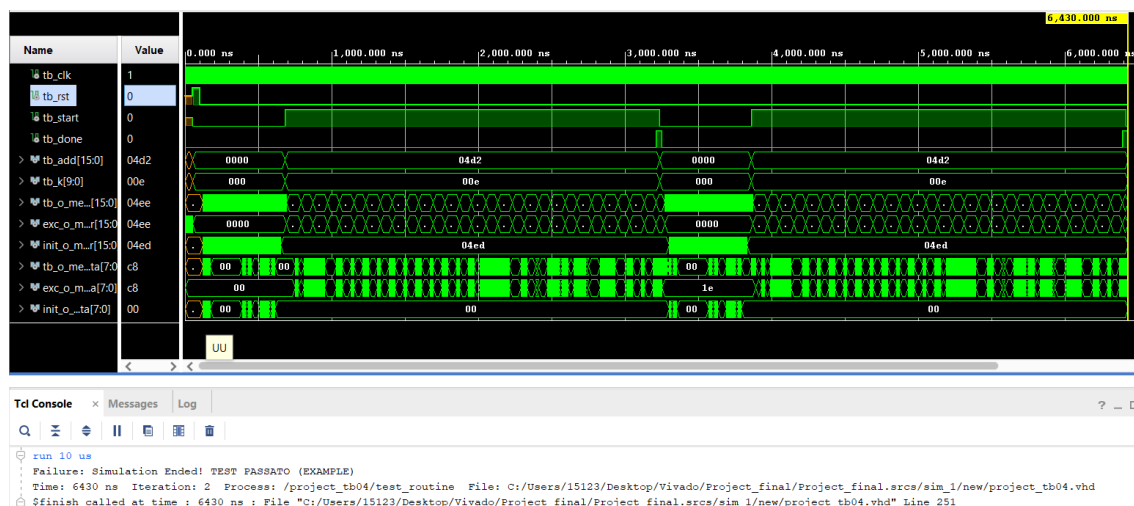 6,430.000 ns
Name Value 0.000 ns 1,000.000 ns 2,000.000 ns 3,000.000 ns 4,000.000 ns 5,000.000 ns 6,000.000 ns
tb_clk 1
tb_rst 0
tb_start 0
tb_done 0
tb_add[15:0] 04d2 0000 04d2 0000 04d2
tb_k[9:0] 00e 000 00e 000 00e
tb_o_me...[15:0] 04ee
exc_o_m...r[15:0 04ee 0000 0000
init_o_m...r[15:0 04ed 04ed 04ed
tb_o_me...ta[7:0 c8 00 00 00
exc_o_m...a[7:0] c8 00 1e
init_o_...ta[7:0] 00 00 00 00 00
UU
Tcl Console × Messages Log ? _
run 10 us
Failure: Simulation Ended! TEST PASSATO (EXAMPLE)
Time: 6430 ns Iteration: 2 Process: /project_tb04/test_routine File: C:/Users/15123/Desktop/Vivado/Project_final/Project_final.srcs/sim_1/new/project_tb04.vhd
$finish called at time : 6430 ns : File "C:/Users/15123/Desktop/Vivado/Project_final/Project_final.srcs/sim_1/new/project_tb04.vhd" Line 251